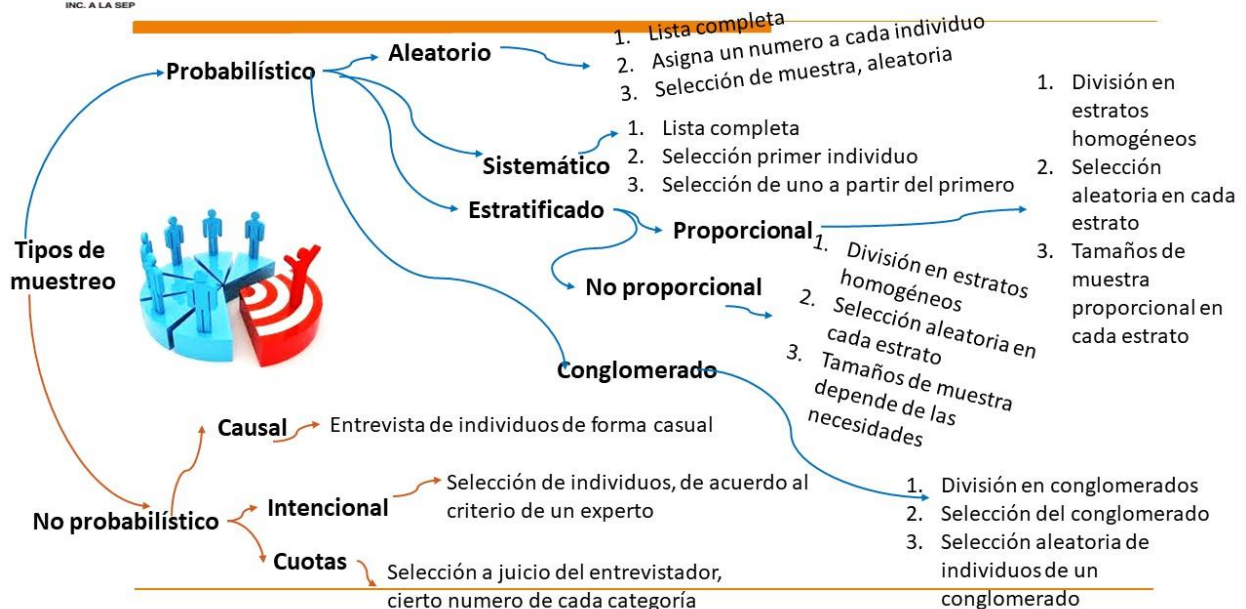 INC. A LA SEP
Tipos de
muestreo
Probabilístico
Aleatorio
1. Lista completa
2. Asigna un numero a cada individuo
3. Selección de muestra, aleatoria
Sistemático
1. Lista completa
2. Selección primer individuo
3. Selección de uno a partir del primero
Estratificado
Proporcional
1. División en
estratos
homogéneos
2. Selección
aleatoria en cada
estrato
3. Tamaños de
muestra
proporcional en
cada estrato
No proporcional
1. División en estratos
homogéneos
2. Selección aleatoria en
cada estrato
3. Tamaños de muestra
depende de las
necesidades
Conglomerado
1. División en conglomerados
2. Selección del conglomerado
3. Selección aleatoria de
individuos de un
conglomerado
No probabilístico
Causal
Entrevista de individuos de forma casual
Intencional
Selección de individuos, de acuerdo al
criterio de un experto
Cuotas
Selección a juicio del entrevistador,
cierto numero de cada categoría